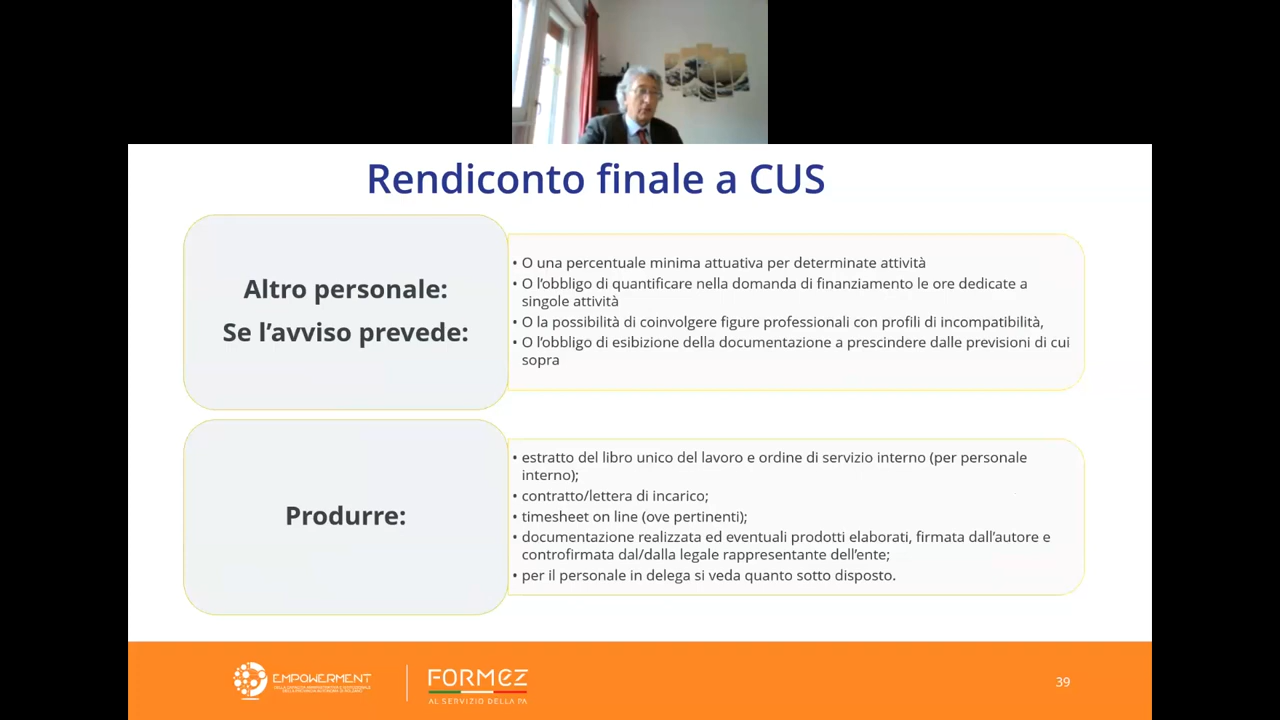 Rendiconto finale a CUS
Altro personale:
Se l’avviso prevede:
• O una percentuale minima attuativa per determinate attività
• O l’obbligo di quantificare nella domanda di finanziamento le ore dedicate a
singole attività
• O la possibilità di coinvolgere figure professionali con profili di incompatibilità,
• O l’obbligo di esibizione della documentazione a prescindere dalle previsioni di cui
sopra
Produrre:
• estratto del libro unico del lavoro e ordine di servizio interno (per personale
interno);
• contratto/lettera di incarico;
• timesheet on line (ove pertinenti);
• documentazione realizzata ed eventuali prodotti elaborati, firmata dall’autore e
controfirmata dal/dalla legale rappresentante dell’ente;
• per il personale in delega si veda quanto sotto disposto.
EMPOWERMENT
FORMEZ
AL SERVIZIO DELLA PA
39